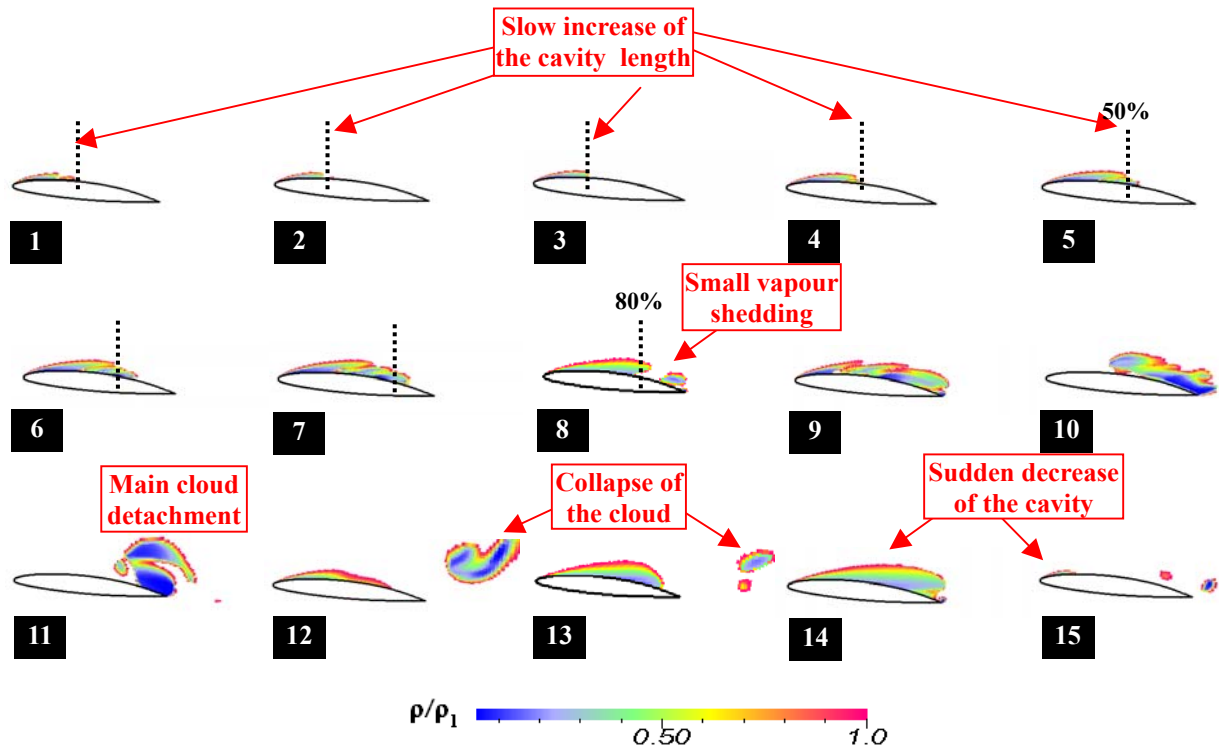 Slow increase of
the cavity length
50%
1
2
3
4
5
Small vapour
shedding
80%
6
7
8
9
10
Main cloud
detachment
Collapse of
the cloud
Sudden decrease
of the cavity
11
12
13
14
15
ρ/ρ₁
0.50
1.0